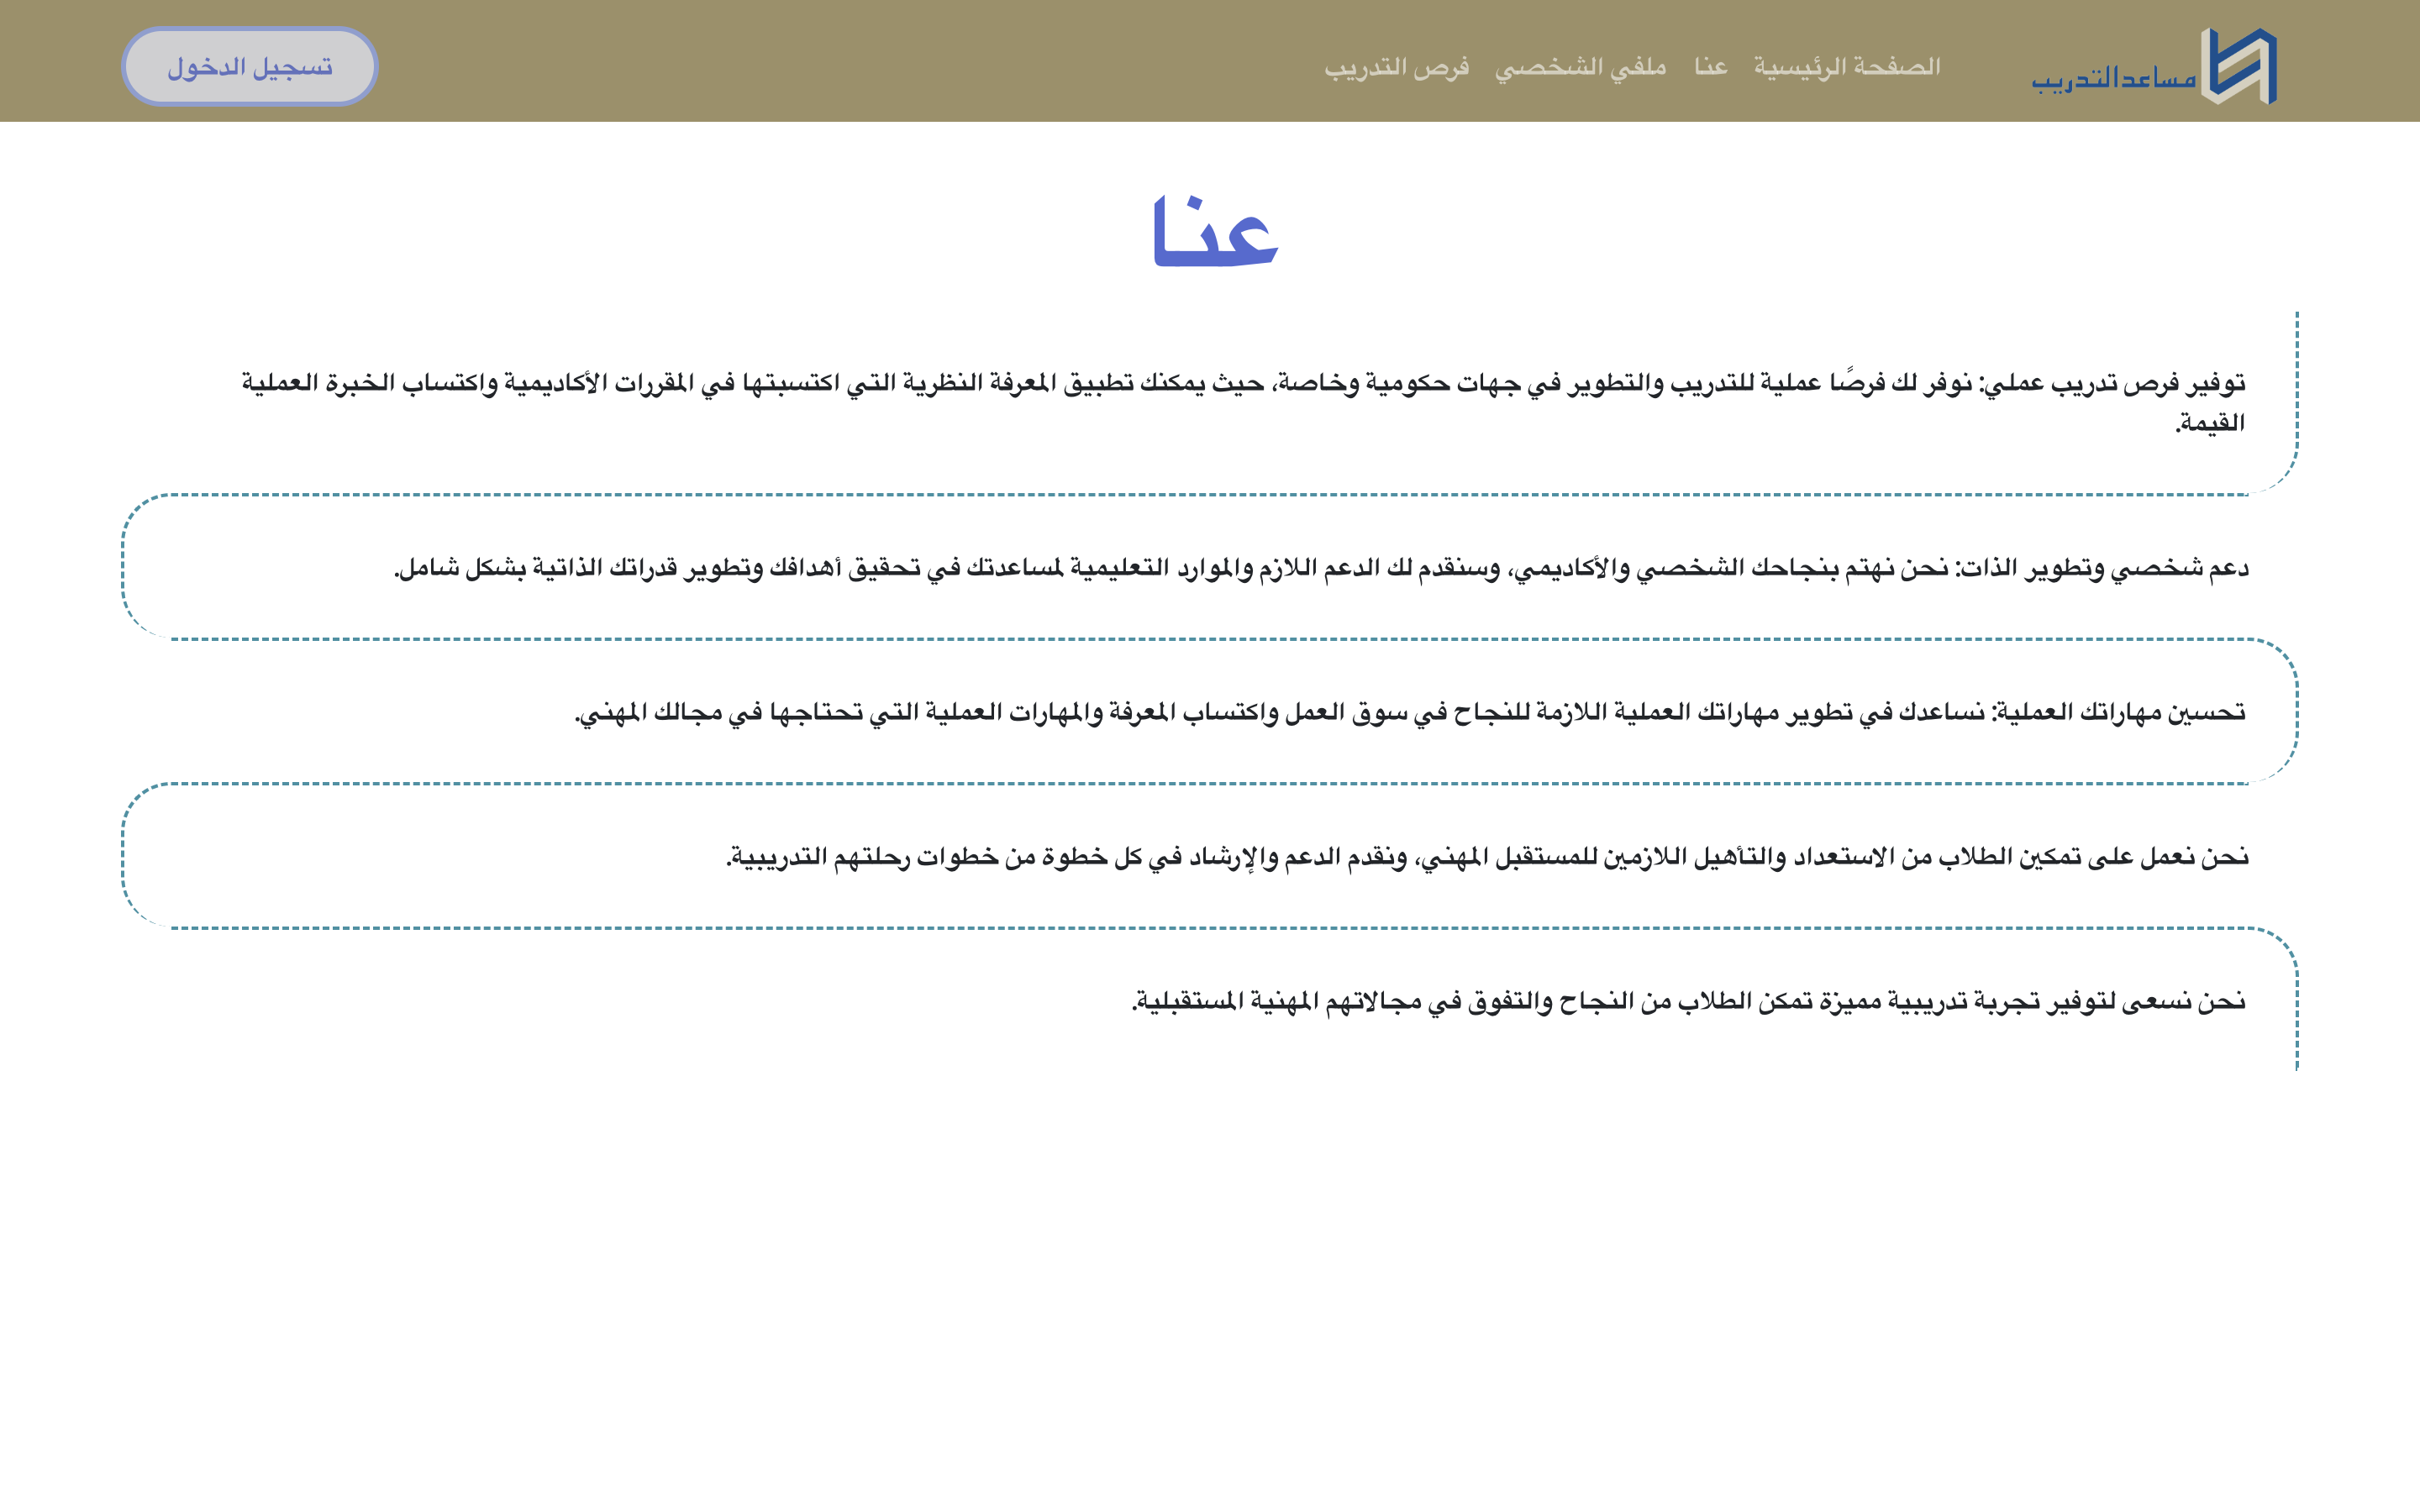 مساعدالتدريب
الصفحة الرئيسية عنا ملفي الشخصي فرص التدريب
تسجيل الدخول
عنا
توفير فرص تدريب عملي: نوفر لك فرصًا عملية للتدريب والتطوير في جهات حكومية وخاصة، حيث يمكنك تطبيق المعرفة النظرية التي اكتسبتها في المقررات الأكاديمية واكتساب الخبرة العملية
القيمة.
دعم شخصي وتطوير الذات: نحن نهتم بنجاحك الشخصي والأكاديمي، وسنقدم لك الدعم اللازم والموارد التعليمية لمساعدتك في تحقيق أهدافك وتطوير قدراتك الذاتية بشكل شامل.
تحسين مهاراتك العملية: نساعدك في تطوير مهاراتك العملية اللازمة للنجاح في سوق العمل واكتساب المعرفة والمهارات العملية التي تحتاجها في مجالك المهني.
نحن نعمل على تمكين الطلاب من الاستعداد والتأهيل اللازمين للمستقبل المهني، ونقدم الدعم والإرشاد في كل خطوة من خطوات رحلتهم التدريبية.
نحن نسعى لتوفير تجربة تدريبية مميزة تمكن الطلاب من النجاح والتفوق في مجالاتهم المهنية المستقبلية.